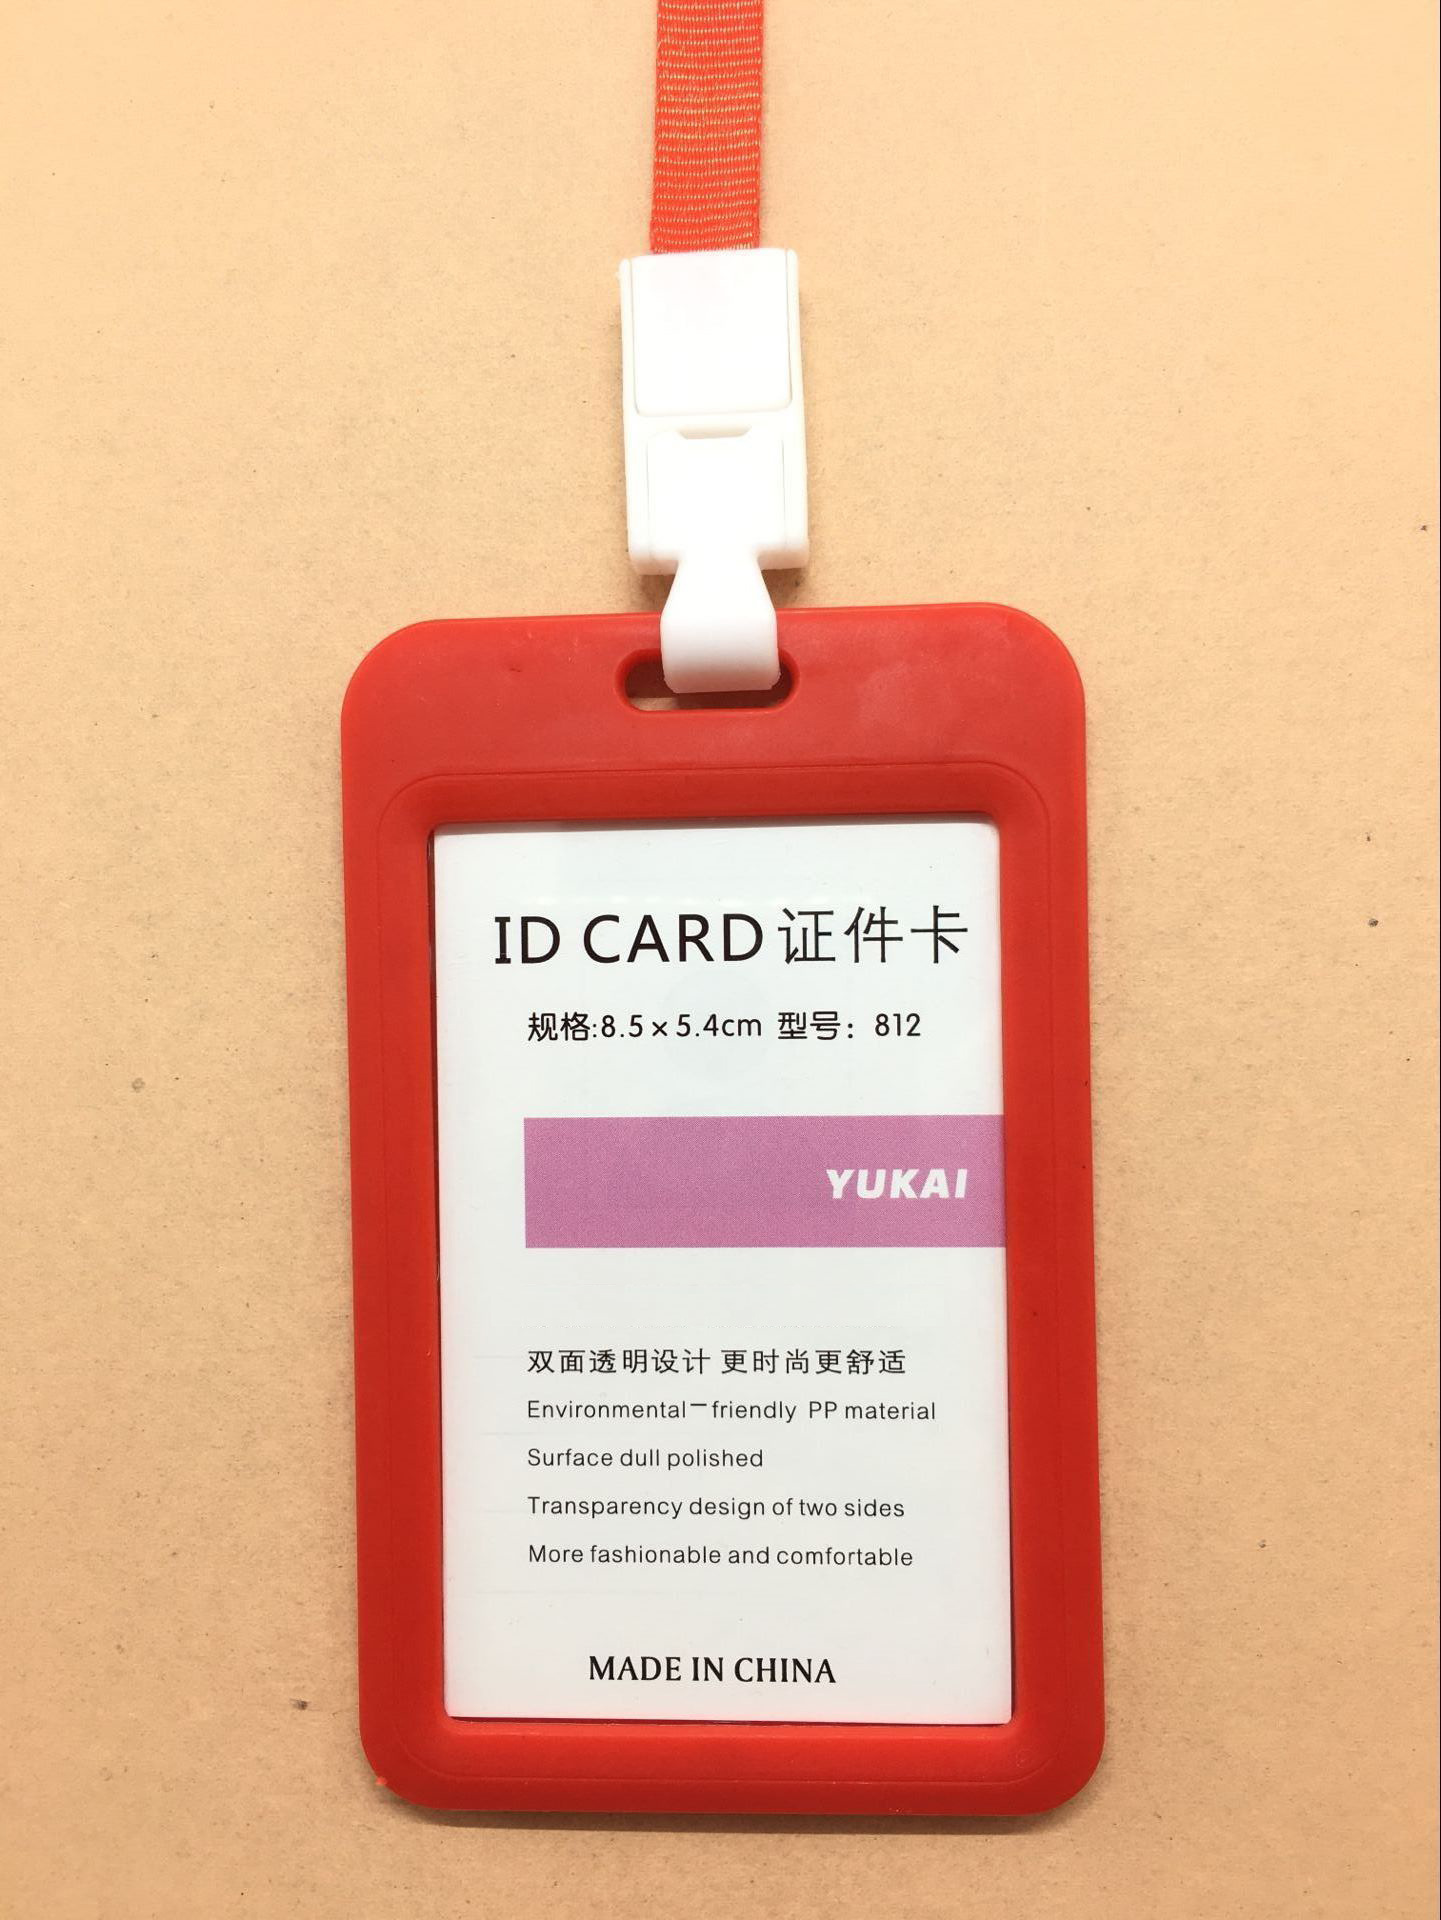 ID CARD 证件卡
规格:8.5×5.4cm 型号：812
YUKAI
双面透明设计 更时尚更舒适
Environmental-friendly PP material
Surface dull polished
Transparency design of two sides
More fashionable and comfortable
MADE IN CHINA